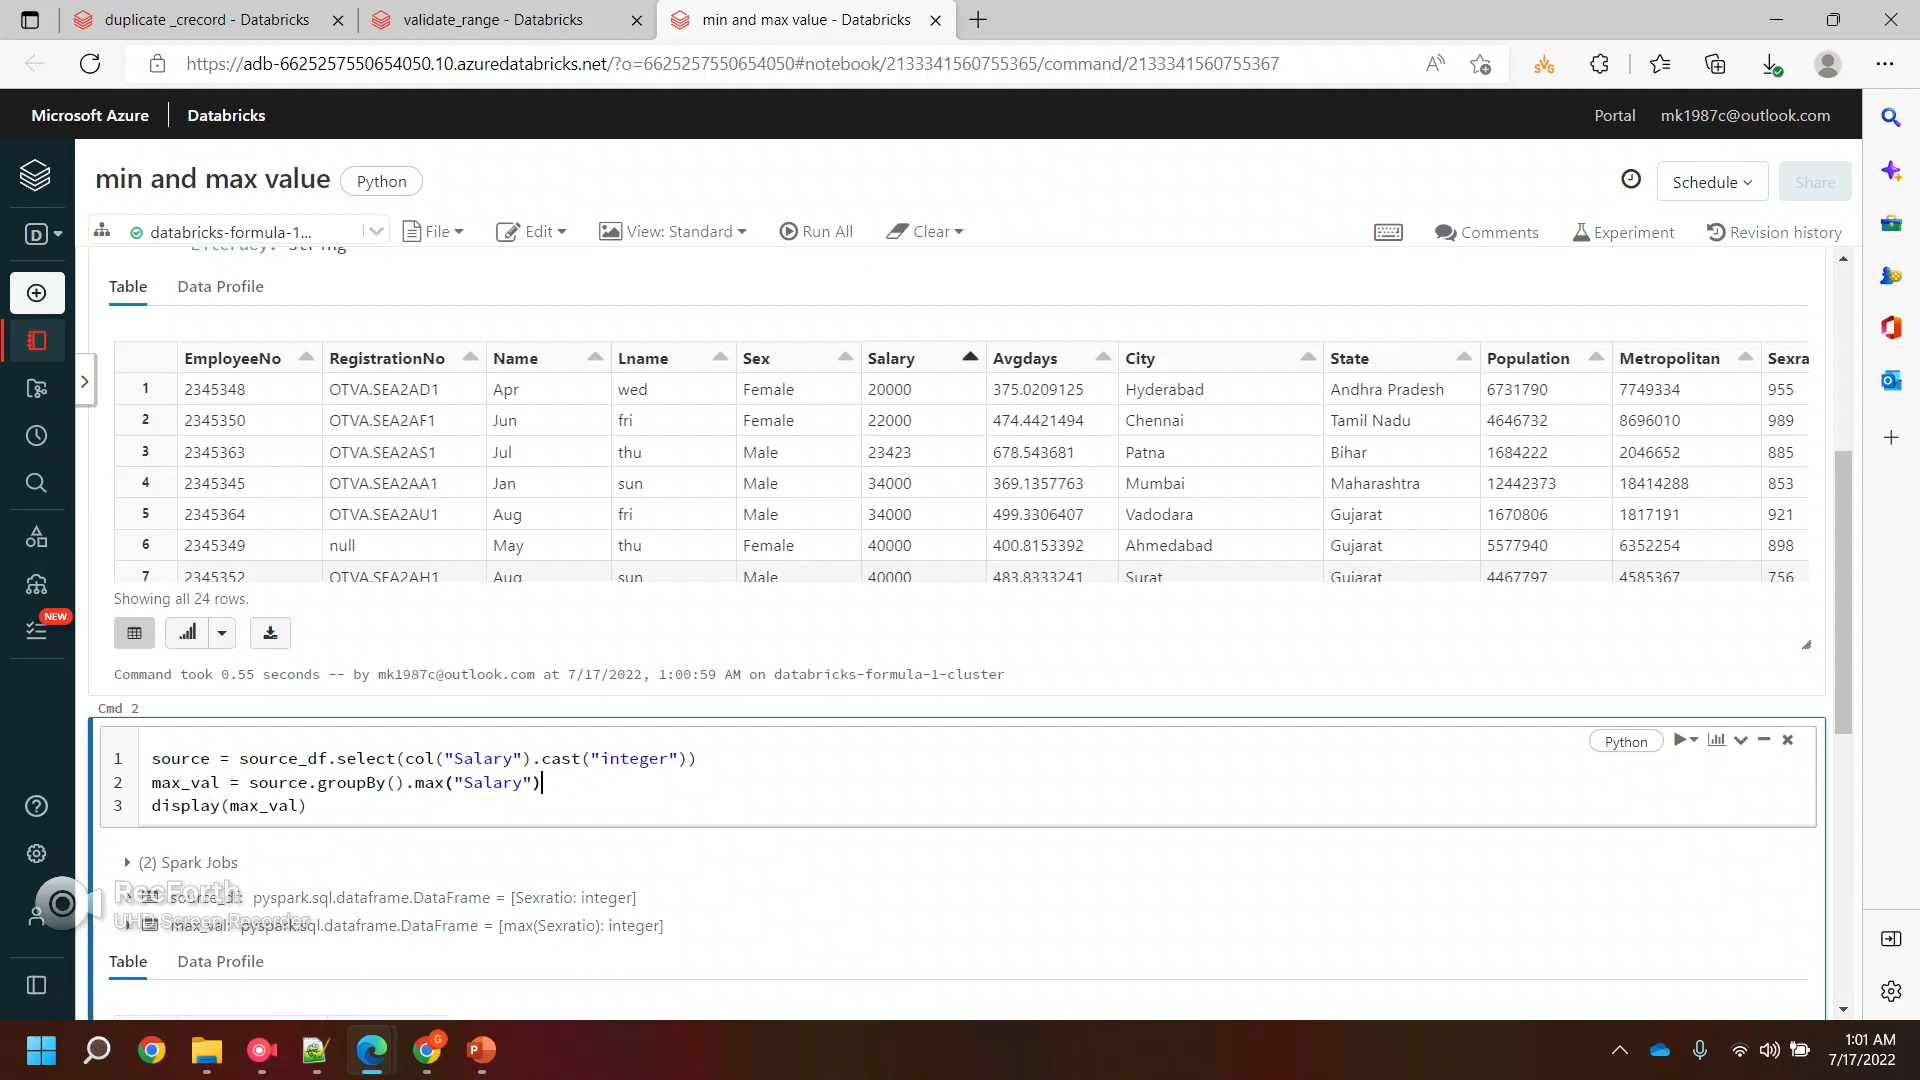 duplicate _crecord - Databricks
validate_range - Databricks
min and max value - Databricks
https://adb-6625257550654050.10.azuredatabricks.net/?o=6625257550654050#notebook/2133341560755365/command/2133341560755367
Microsoft Azure
Databricks
Portal
mk1987c@outlook.com
min and max value
Python
Schedule
Share
databricks-formula-1...
File
Edit
View: Standard
Run All
Clear
Comments
Experiment
Revision history
Literacy: string
Table
Data Profile
EmployeeNo RegistrationNo Name Lname Sex Salary Avgdays City State Population Metropolitan Sexra
1 2345348 OTVA.SEA2AD1 Apr wed Female 20000 375.0209125 Hyderabad Andhra Pradesh 6731790 7749334 955
2 2345350 OTVA.SEA2AF1 Jun fri Female 22000 474.4421494 Chennai Tamil Nadu 4646732 8696010 989
3 2345363 OTVA.SEA2AS1 Jul thu Male 23423 678.543681 Patna Bihar 1684222 2046652 885
4 2345345 OTVA.SEA2AA1 Jan sun Male 34000 369.1357763 Mumbai Maharashtra 12442373 18414288 853
5 2345364 OTVA.SEA2AU1 Aug fri Male 34000 499.3306407 Vadodara Gujarat 1670806 1817191 921
6 2345349 null May thu Female 40000 400.8153392 Ahmedabad Gujarat 5577940 6352254 898
7 2345352 OTVA.SEA2AH1 Aug sun Male 40000 483.8333241 Surat Gujarat 4467797 4585367 756
Showing all 24 rows.
Command took 0.55 seconds -- by mk1987c@outlook.com at 7/17/2022, 1:00:59 AM on databricks-formula-1-cluster
Cmd 2
Python
1 source = source_df.select(col("Salary").cast("integer"))
2 max_val = source.groupBy().max("Salary")
3 display(max_val)
(2) Spark Jobs
source_df: pyspark.sql.dataframe.DataFrame = [Sexratio: integer]
max_val: pyspark.sql.dataframe.DataFrame = [max(Sexratio): integer]
RecForth
UHD Screen Recorder
Table
Data Profile
NEW
D
1:01 AM
7/17/2022